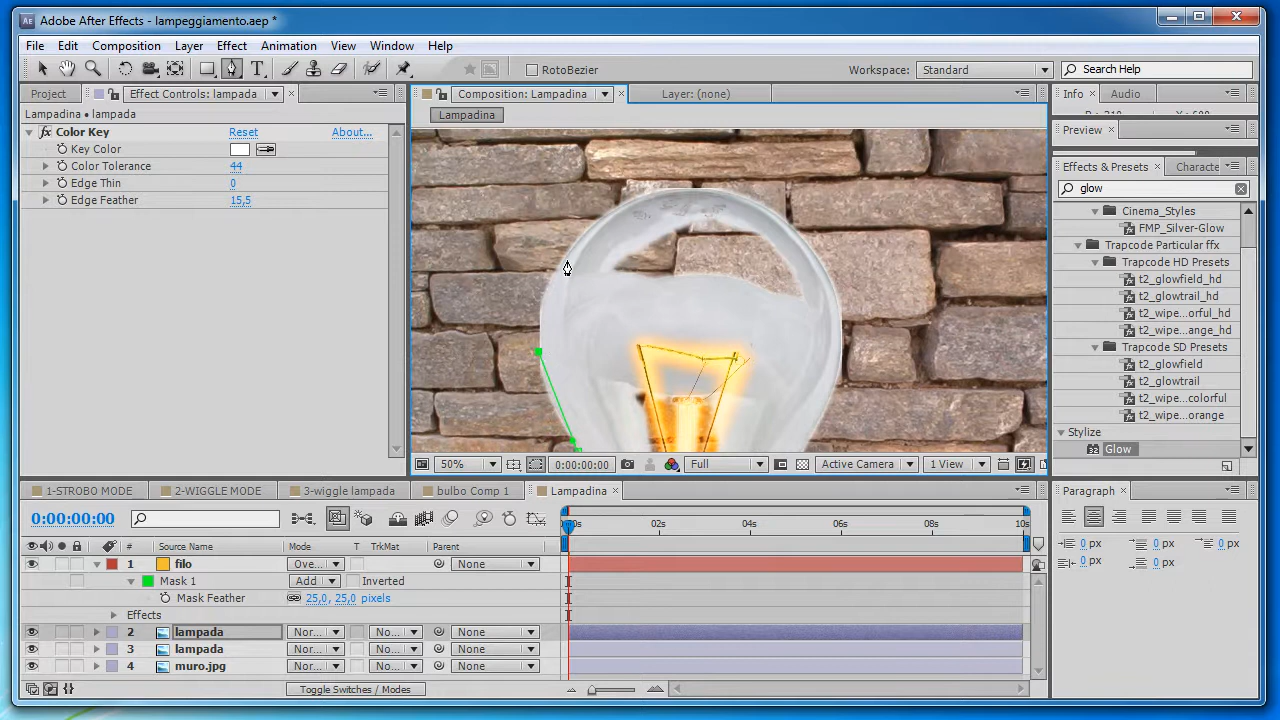 Adobe After Effects - lampeggiamento.aep *
File Edit Composition Layer Effect Animation View Window Help
RotoBezier Workspace: Standard Search Help
Project Effect Controls: lampada Composition: Lampadina Layer: (none) Info Audio
Lampadina • lampada Lampadina
Color Key Reset About... Preview
Key Color
Color Tolerance 44 Effects & Presets Characte
Edge Thin 0 glow
Edge Feather 15,5
Cinema_Styles
FMP_Silver-Glow
Trapcode Particular ffx
Trapcode HD Presets
t2_glowfield_hd
t2_glowtrail_hd
t2_wipe...orful_hd
t2_wipe...ange_hd
Trapcode SD Presets
t2_glowfield
t2_glowtrail
t2_wipe...colorful
t2_wipe...orange
Stylize
Glow
50% 0:00:00:00 Full Active Camera 1 View
1-STROBO MODE 2-WIGGLE MODE 3-wiggle lampada bulbo Comp 1 Lampadina Paragraph
0:00:00:00 02s 04s 06s 08s 10s
# Source Name Mode T TrkMat Parent
0 px 0 px 0 px
0 px 0 px
1 filo Ove... None
Mask 1 Add Inverted
Mask Feather 25,0, 25,0 pixels
Effects
2 lampada Nor... No... None
3 lampada Nor... No... None
4 muro.jpg Nor... No... None
Toggle Switches / Modes